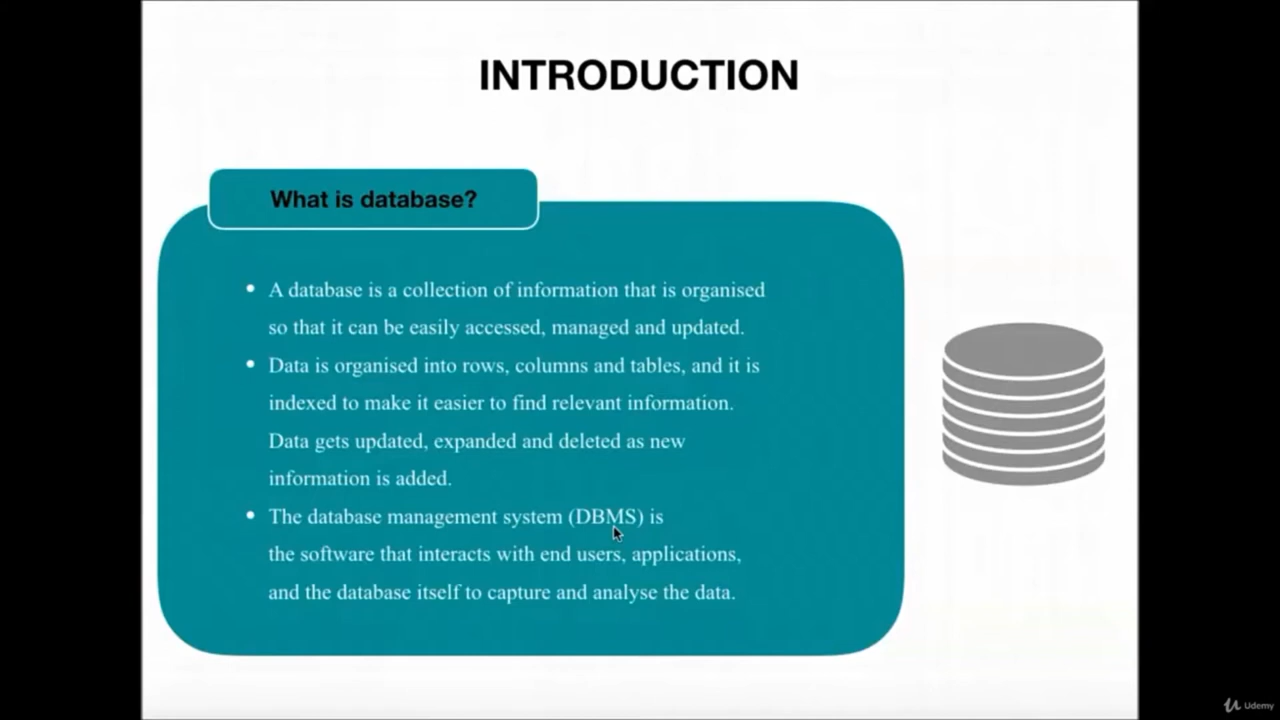 INTRODUCTION
What is database?
• A database is a collection of information that is organised
so that it can be easily accessed, managed and updated.
• Data is organised into rows, columns and tables, and it is
indexed to make it easier to find relevant information.
Data gets updated, expanded and deleted as new
information is added.
• The database management system (DBMS) is
the software that interacts with end users, applications,
and the database itself to capture and analyse the data.
Udemy